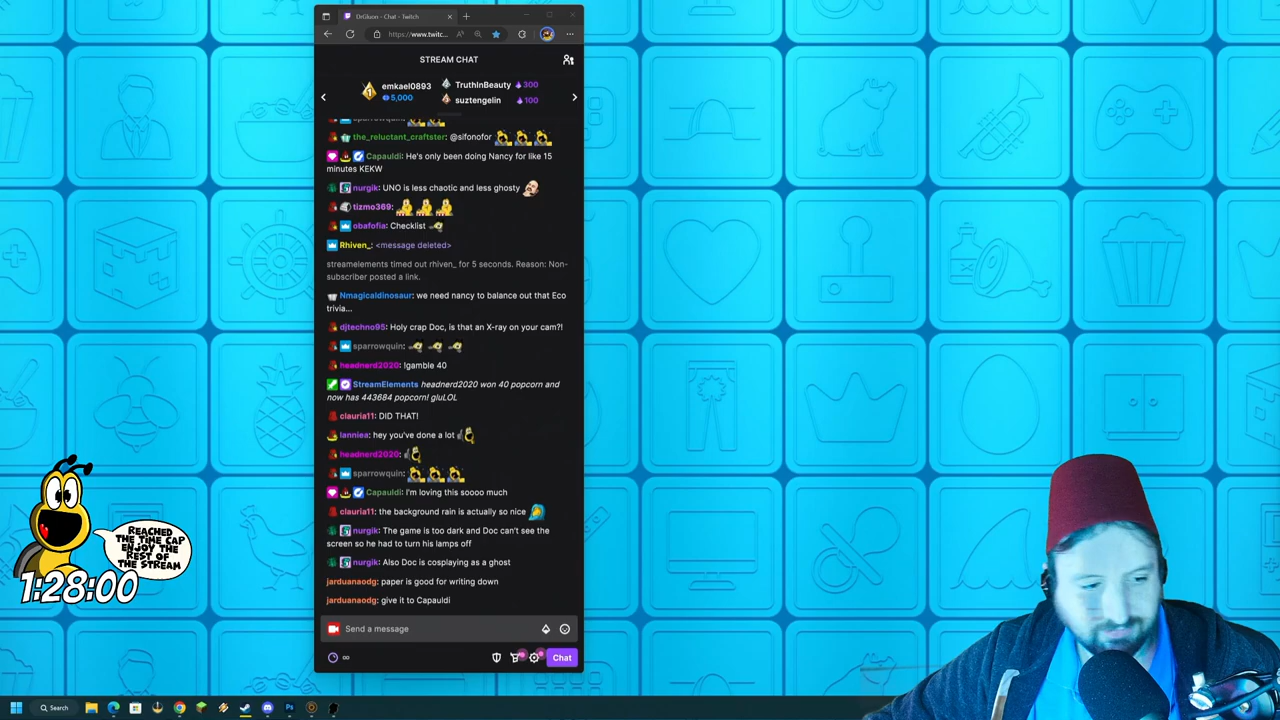 DrGluon - Chat - Twitch
https://www.twitc...
STREAM CHAT
1
emkael0893
5,000
TruthInBeauty 300
suztengelin 100
sparrowquin:
the_reluctant_craftster: @sifonofor
Capauldi: He's only been doing Nancy for like 15
minutes KEKW
nurgik: UNO is less chaotic and less ghosty
tizmo369:
obafofia: Checklist
Rhiven_: <message deleted>
streamelements timed out rhiven_ for 5 seconds. Reason: Non-
subscriber posted a link.
Nmagicaldinosaur: we need nancy to balance out that Eco
trivia...
djtechno95: Holy crap Doc, is that an X-ray on your cam?!
sparrowquin:
headnerd2020: !gamble 40
StreamElements headnerd2020 won 40 popcorn and
now has 443684 popcorn! gluLOL
clauria11: DID THAT!
lanniea: hey you've done a lot
headnerd2020:
sparrowquin:
Capauldi: I'm loving this soooo much
clauria11: the background rain is actually so nice
nurgik: The game is too dark and Doc can't see the
screen so he had to turn his lamps off
nurgik: Also Doc is cosplaying as a ghost
jarduanaodg: paper is good for writing down
jarduanaodg: give it to Capauldi
Send a message
∞
Chat
REACHED
THE TIME CAP
ENJOY THE
REST OF
THE STREAM
1:28:00
Search